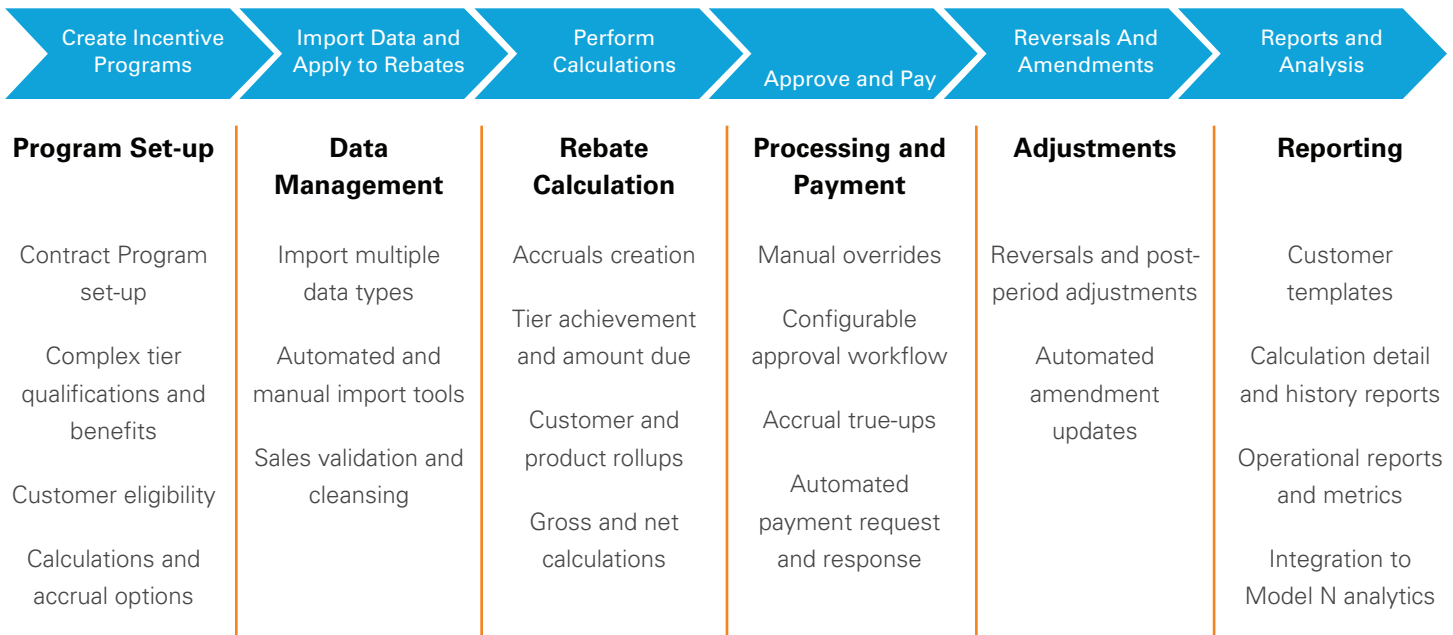 Create Incentive
Programs
Import Data and
Apply to Rebates
Perform
Calculations
Approve and Pay
Reversals And
Amendments
Reports and
Analysis
Program Set-up
Contract Program
set-up
Complex tier
qualifications and
benefits
Customer eligibility
Calculations and
accrual options
Data
Management
Import multiple
data types
Automated and
manual import tools
Sales validation and
cleansing
Rebate
Calculation
Accruals creation
Tier achievement
and amount due
Customer and
product rollups
Gross and net
calculations
Processing and
Payment
Manual overrides
Configurable
approval workflow
Accrual true-ups
Automated
payment request
and response
Adjustments
Reversals and post-
period adjustments
Automated
amendment
updates
Reporting
Customer
templates
Calculation detail
and history reports
Operational reports
and metrics
Integration to
Model N analytics